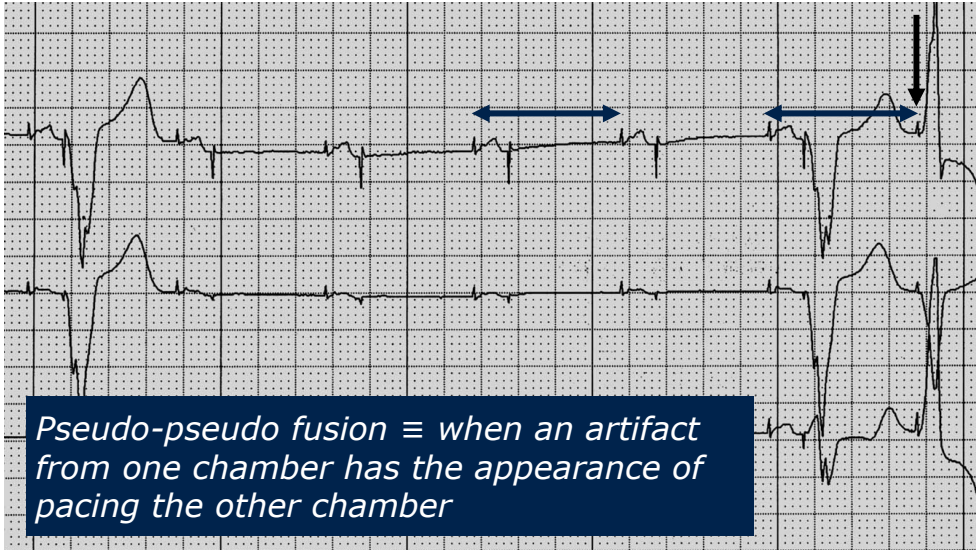 Pseudo-pseudo fusion ≡ when an artifact
from one chamber has the appearance of
pacing the other chamber